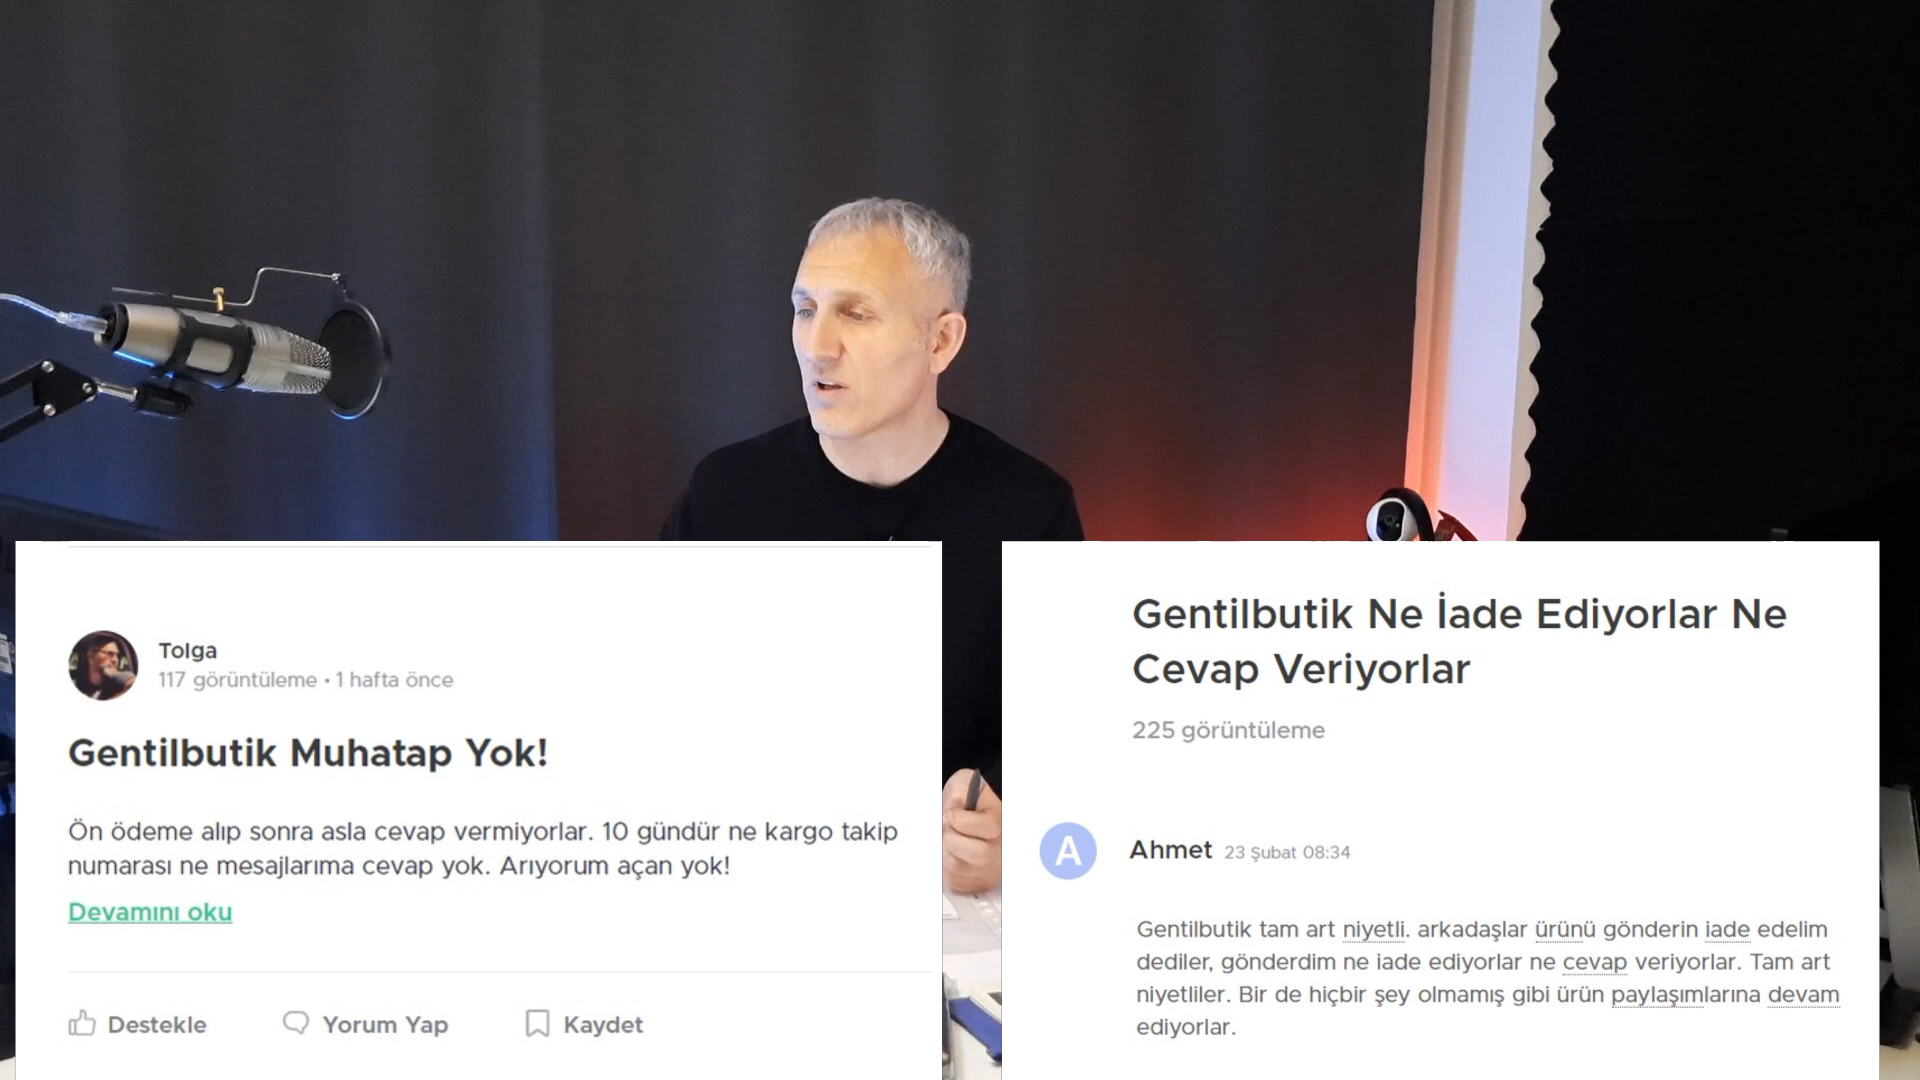 Tolga
117 görüntüleme • 1 hafta önce
Gentilbutik Muhatap Yok!
Ön ödeme alıp sonra asla cevap vermiyorlar. 10 gündür ne kargo takip
numarası ne mesajlarıma cevap yok. Arıyorum açan yok!
Devamını oku
Destekle
Yorum Yap
Kaydet
Gentilbutik Ne İade Ediyorlar Ne
Cevap Veriyorlar
225 görüntüleme
A
Ahmet 23 Şubat 08:34
Gentilbutik tam art niyetli. arkadaşlar ürünü gönderin iade edelim
dediler, gönderdim ne iade ediyorlar ne cevap veriyorlar. Tam art
niyetliler. Bir de hiçbir şey olmamış gibi ürün paylaşımlarına devam
ediyorlar.